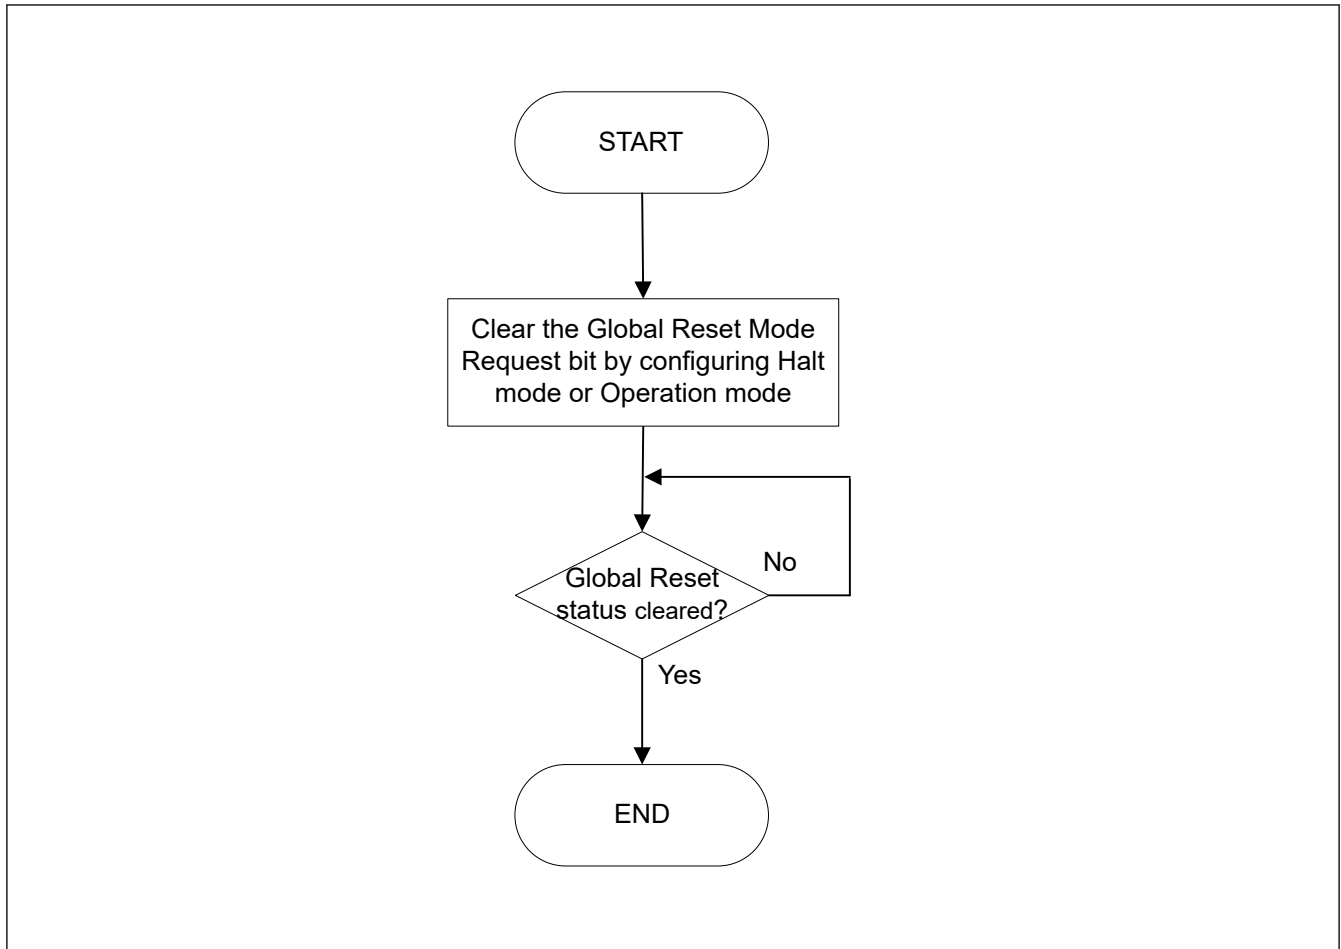 START
Clear the Global Reset Mode
Request bit by configuring Halt
mode or Operation mode
No
Global Reset
status cleared?
Yes
END